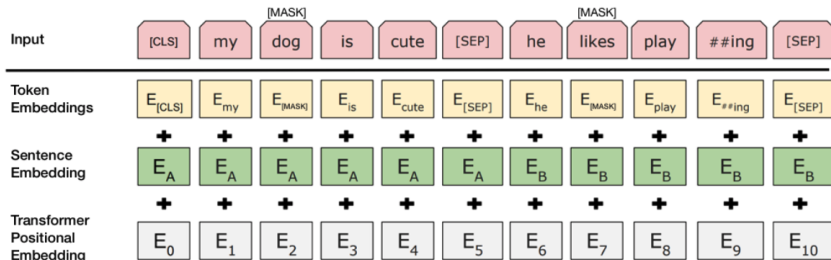 [MASK] [MASK]
Input [CLS] my dog is cute [SEP] he likes play ##ing [SEP]
Token Embeddings E[CLS] Emy E[MASK] Eis Ecute E[SEP] Ehe E[MASK] Eplay E##ing E[SEP]
+ + + + + + + + + + +
Sentence Embedding EA EA EA EA EA EA EB EB EB EB EB
+ + + + + + + + + + +
Transformer Positional Embedding E0 E1 E2 E3 E4 E5 E6 E7 E8 E9 E10